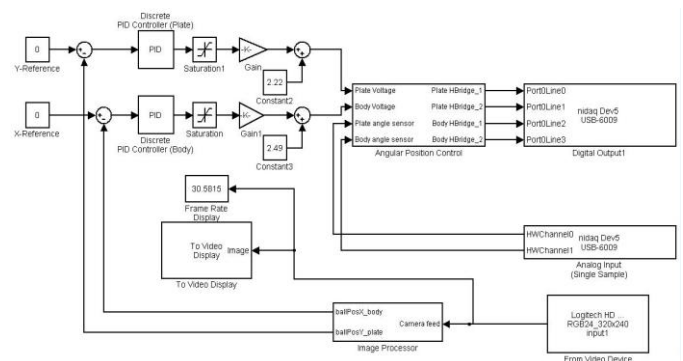 Discrete
PID Controller (Plate)
0
Y-Reference
PID
Saturation1
-K-
Gain
2.22
Constant2
0
X-Reference
PID
Discrete
PID Controller (Body)
Saturation
-K-
Gain1
2.49
Constant3
Plate Voltage
Body Voltage
Plate angle sensor
Body angle sensor
Plate HBridge_1
Plate HBridge_2
Body HBridge_1
Body HBridge_2
Angular Position Control
Port0Line0
Port0Line1
Port0Line2
Port0Line3
nidaq Dev5
USB-6009
Digital Output1
30.5815
Frame Rate
Display
To Video
Display
Image
To Video Display
HWChannel0
HWChannel1
nidaq Dev5
USB-6009
Analog Input
(Single Sample)
ballPosX_body
ballPosY_plate
Camera feed
Image Processor
Logitech HD ...
RGB24_320x240
input1
From Video Device